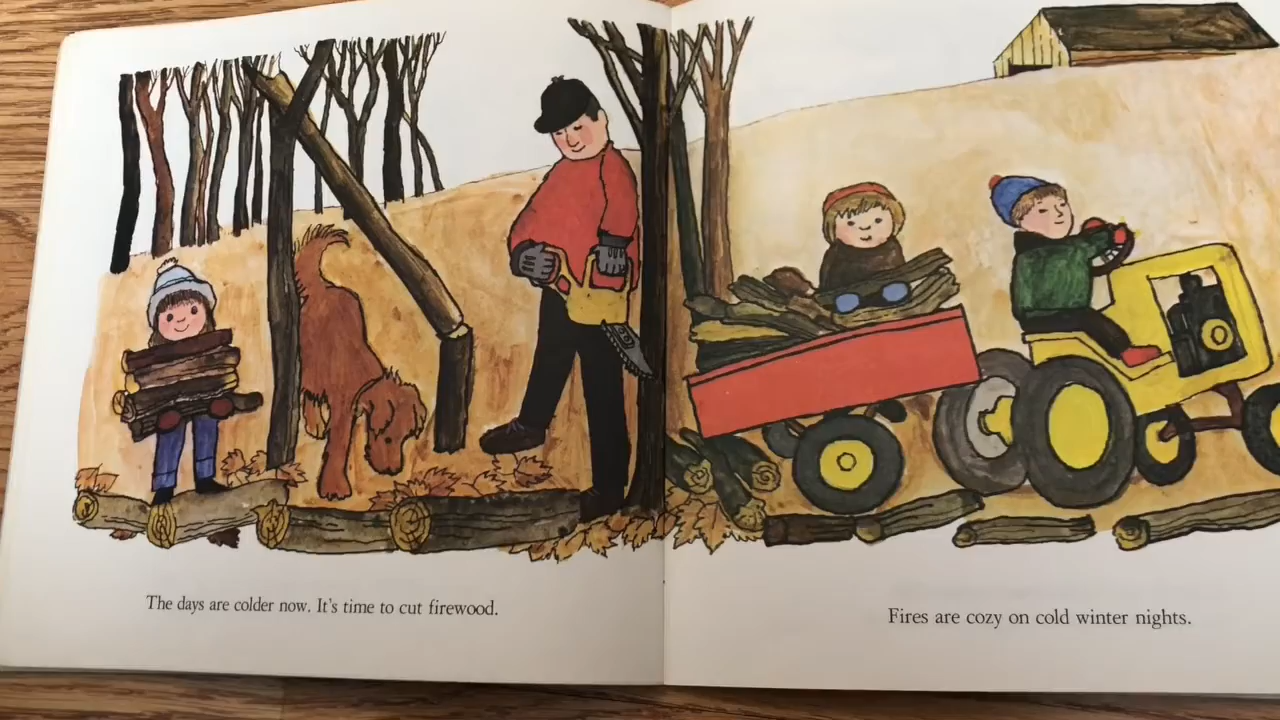 The days are colder now. It's time to cut firewood.
Fires are cozy on cold winter nights.